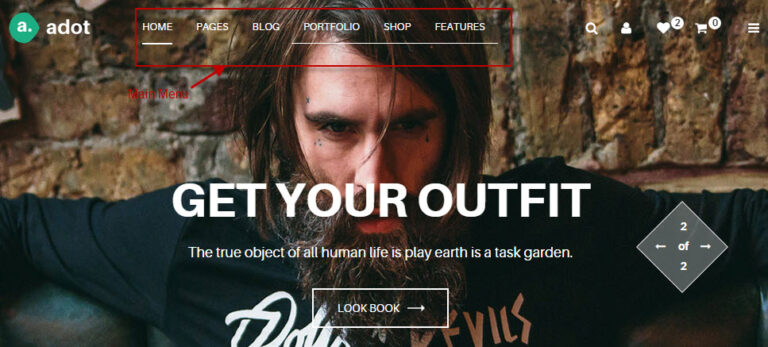 a. adot HOME PAGES BLOG PORTFOLIO SHOP FEATURES 2 0
Main Menu
GET YOUR OUTFIT
2
← of →
2
The true object of all human life is play earth is a task garden.
LOOK BOOK →
DEVILS